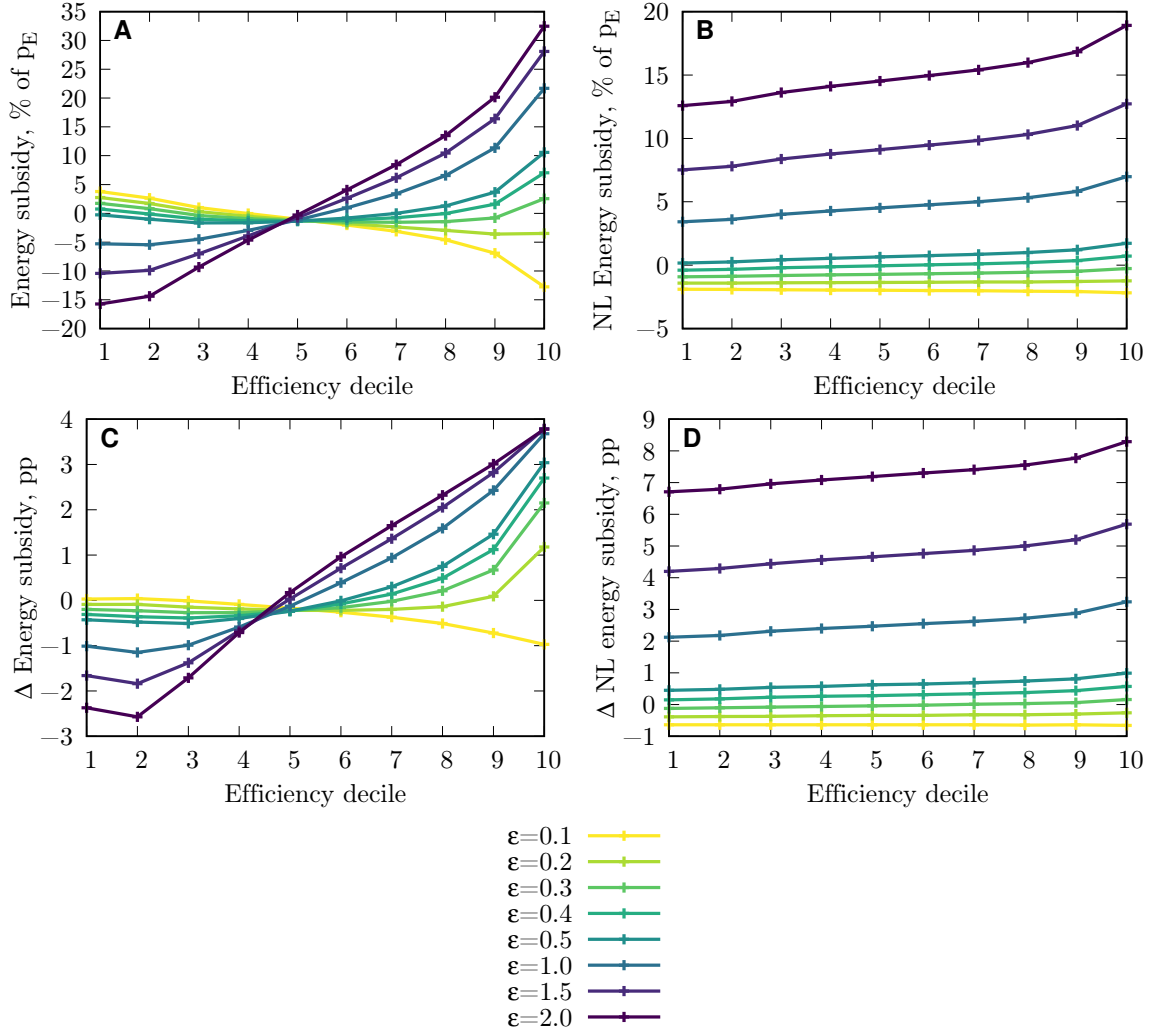 A
Energy subsidy, % of pE
35
30
25
20
15
10
5
0
−5
−10
−15
−20
1 2 3 4 5 6 7 8 9 10
Efficiency decile
B
NL Energy subsidy, % of pE
20
15
10
5
0
−5
1 2 3 4 5 6 7 8 9 10
Efficiency decile
C
Δ Energy subsidy, pp
4
3
2
1
0
−1
−2
−3
1 2 3 4 5 6 7 8 9 10
Efficiency decile
D
Δ NL energy subsidy, pp
9
8
7
6
5
4
3
2
1
0
−1
1 2 3 4 5 6 7 8 9 10
Efficiency decile
ε=0.1
ε=0.2
ε=0.3
ε=0.4
ε=0.5
ε=1.0
ε=1.5
ε=2.0